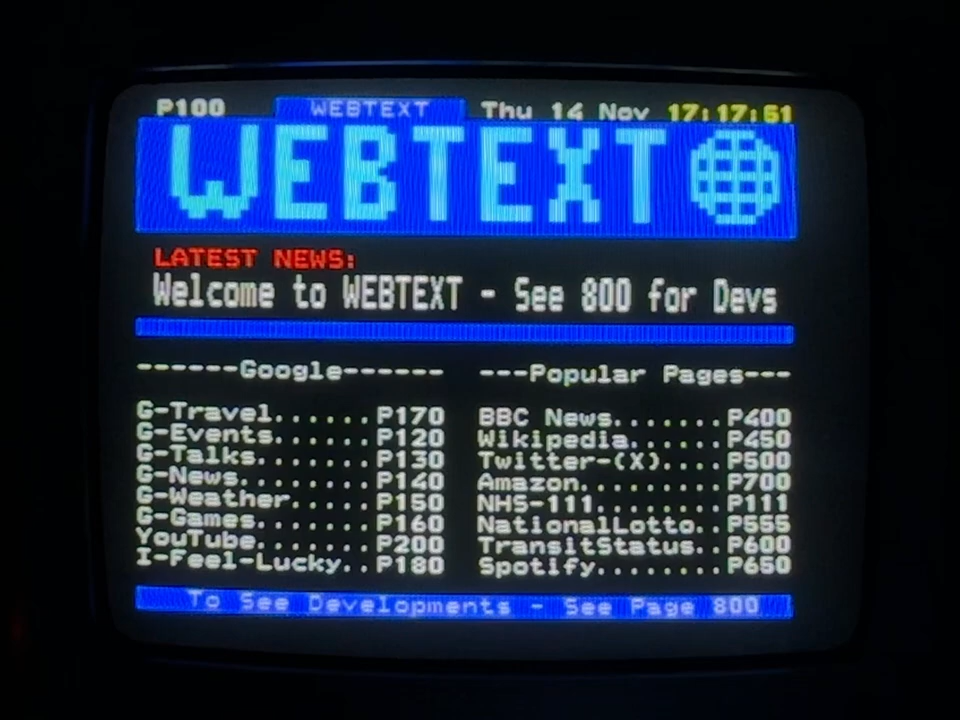 P100 WEBTEXT Thu 14 Nov 17:17:51
WEBTEXT
LATEST NEWS:
Welcome to WEBTEXT - See 800 for Devs
------Google------ ---Popular Pages---
G-Travel......P170 BBC News.......P400
G-Events......P120 Wikipedia......P450
G-Talks.......P130 Twitter-(X)....P500
G-News........P140 Amazon.........P700
G-Weather.....P150 NHS-111........P111
G-Games.......P160 NationalLotto..P555
YouTube.......P200 TransitStatus..P600
I-Feel-Lucky..P180 Spotify........P650
To See Developments - See Page 800